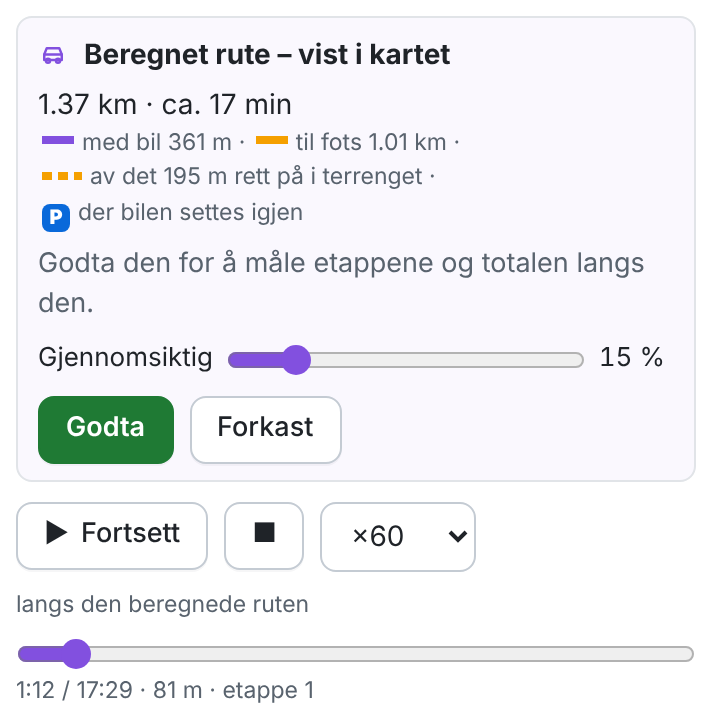 Beregnet rute – vist i kartet
1.37 km · ca. 17 min
med bil 361 m · til fots 1.01 km ·
av det 195 m rett på i terrenget ·
P der bilen settes igjen
Godta den for å måle etappene og totalen langs
den.
Gjennomsiktig 15 %
Godta Forkast
Fortsett ×60
langs den beregnede ruten
1:12 / 17:29 · 81 m · etappe 1